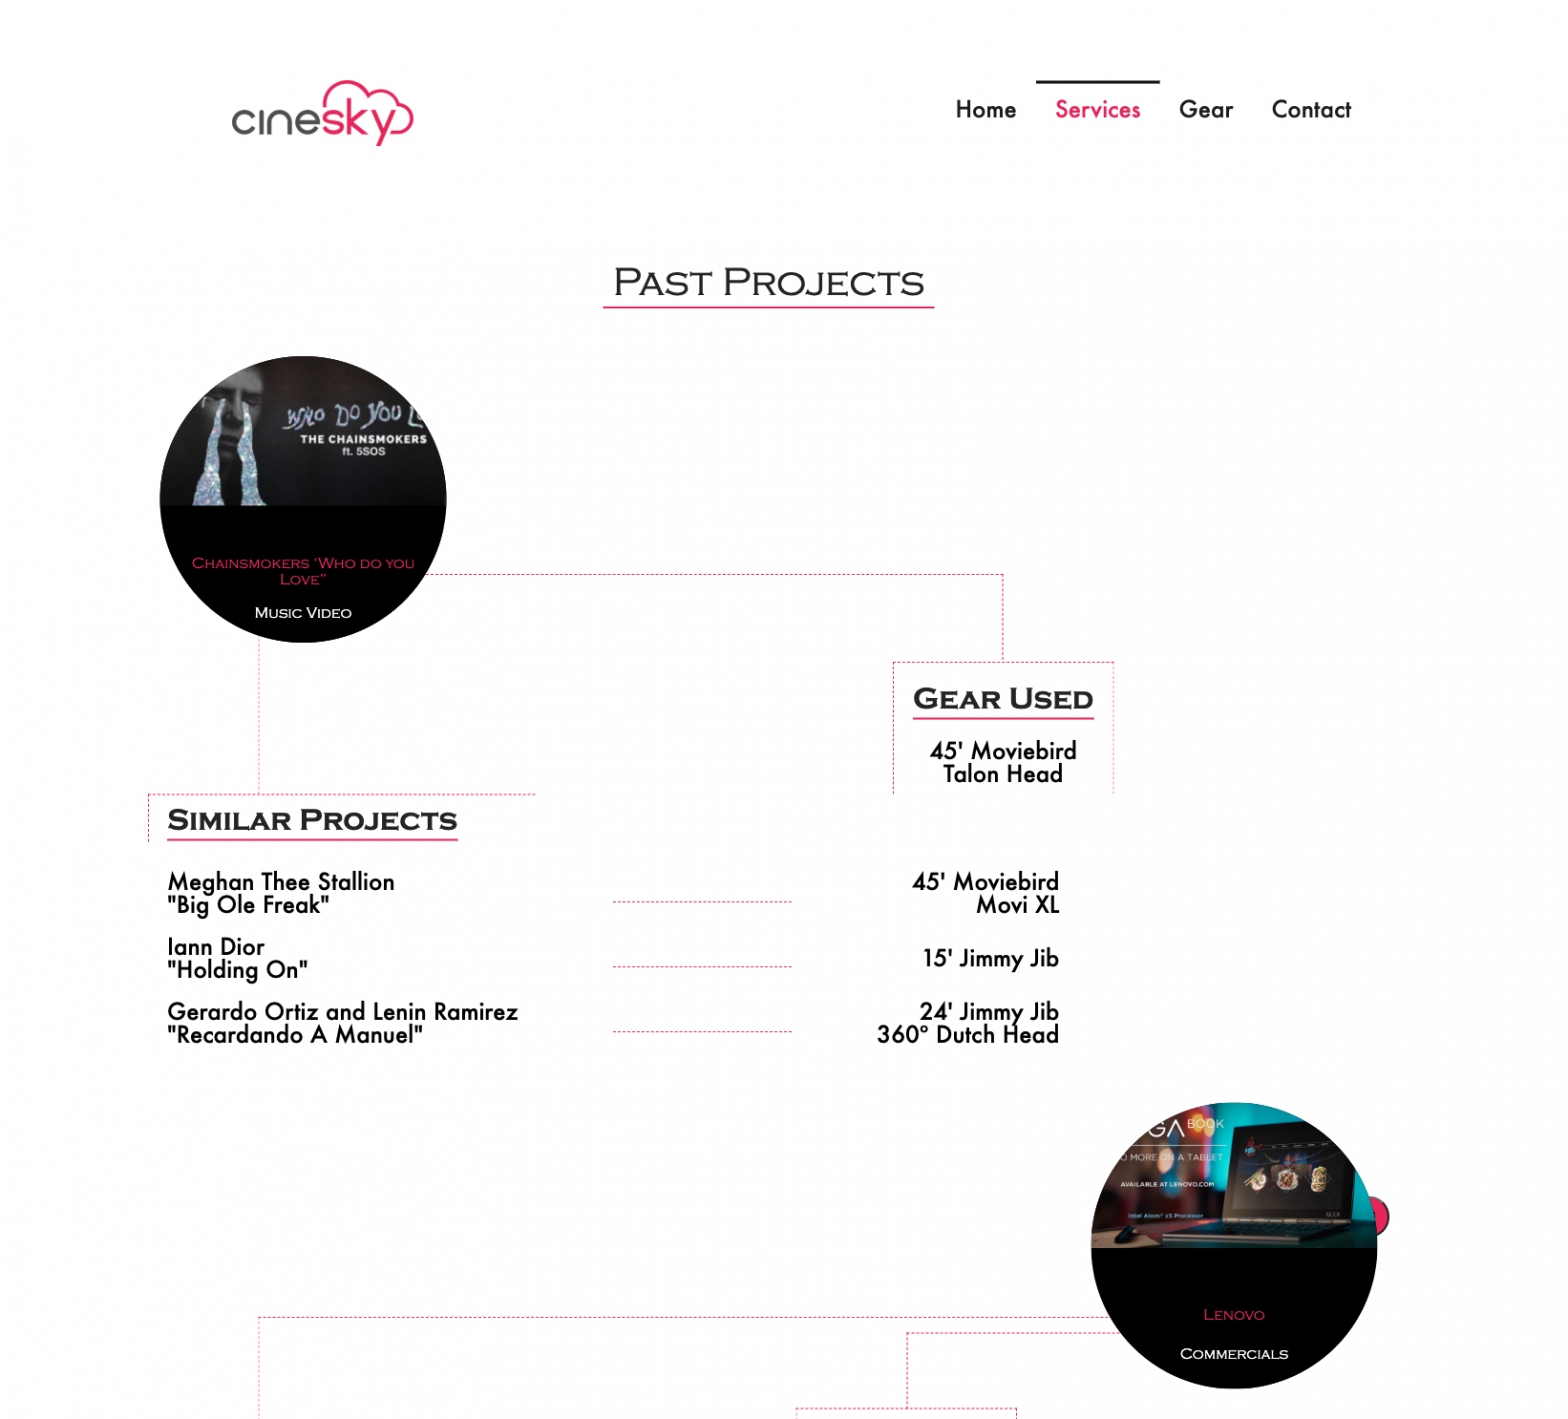 cinesky
Home Services Gear Contact
Past Projects
WHO DO YOU
THE CHAINSMOKERS
ft. 5SOS
Chainsmokers ‘Who do you
Love”
Music Video
Gear Used
45' Moviebird
Talon Head
Similar Projects
Meghan Thee Stallion
"Big Ole Freak"
45' Moviebird
Movi XL
Iann Dior
"Holding On"
15' Jimmy Jib
Gerardo Ortiz and Lenin Ramirez
"Recardando A Manuel"
24' Jimmy Jib
360° Dutch Head
GA BOOK
O MORE ON A TABLET
AVAILABLE AT LENOVO.COM
Intel Atom® x5 Processor
Lenovo
Commercials